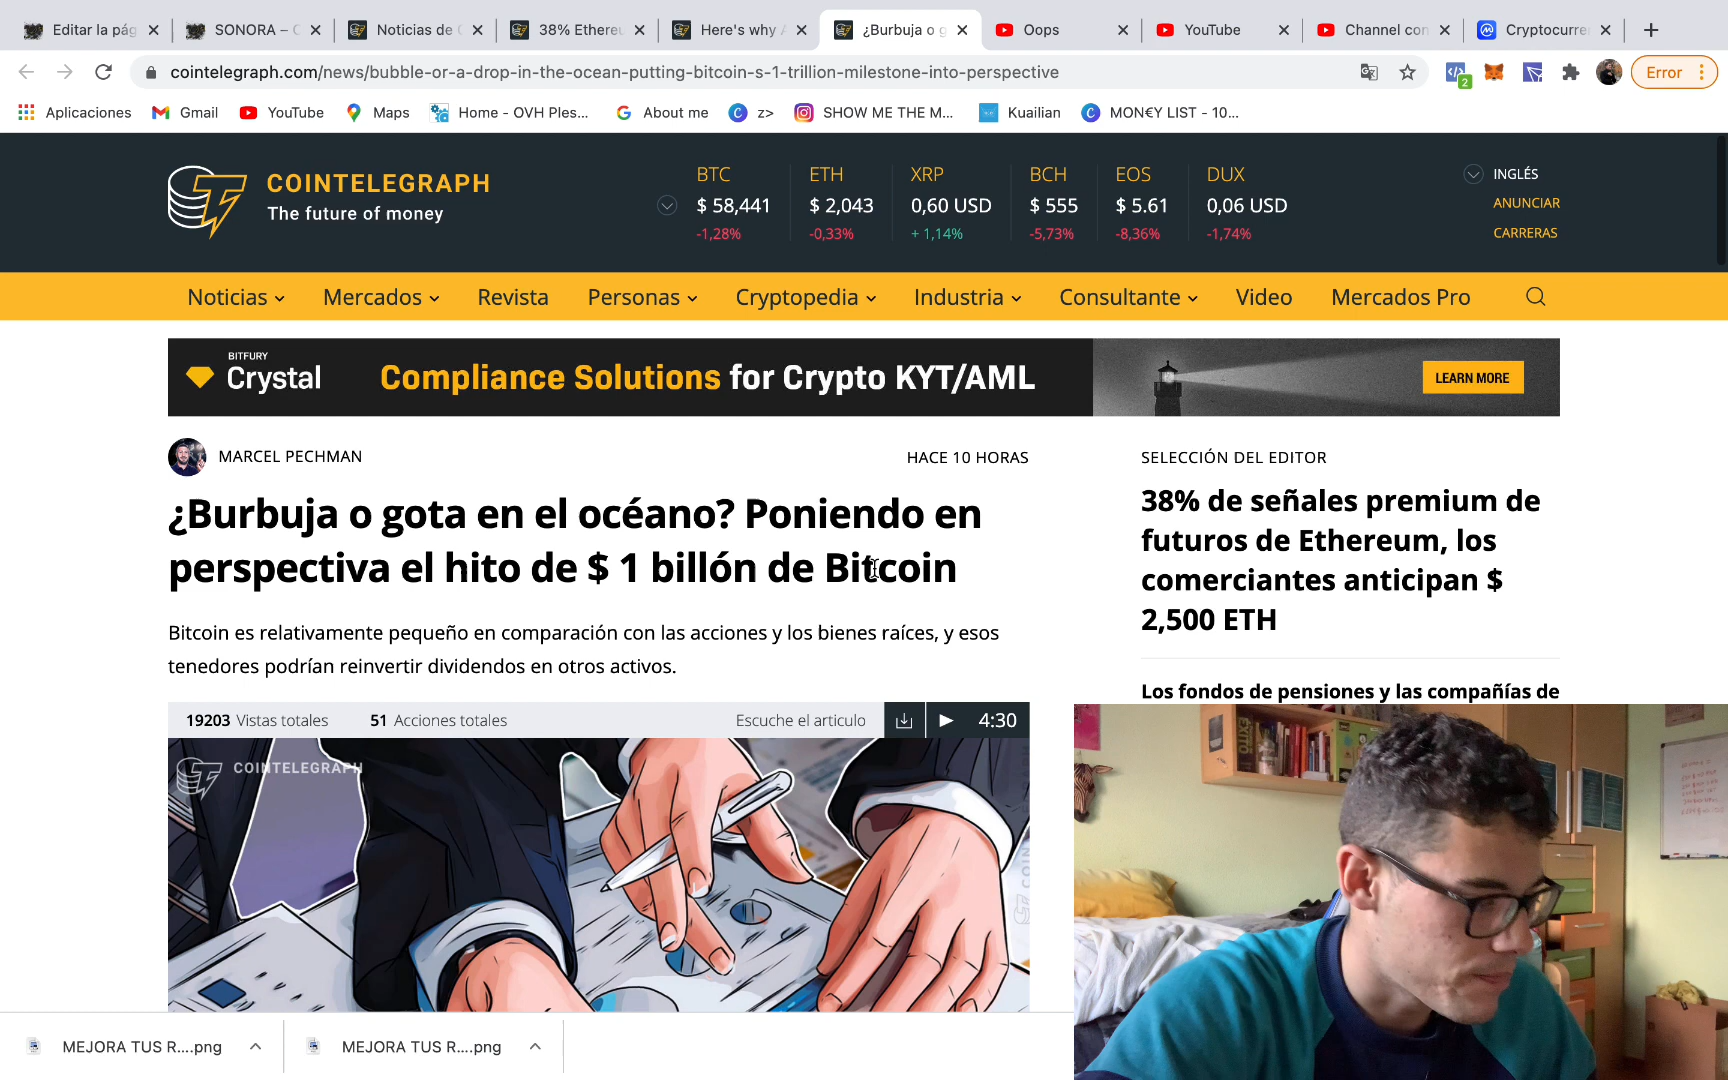 Editar la pág
SONORA – C
Noticias de C
38% Ethereu
Here's why A
¿Burbuja o g
Oops
YouTube
Channel con
Cryptocurre
cointelegraph.com/news/bubble-or-a-drop-in-the-ocean-putting-bitcoin-s-1-trillion-milestone-into-perspective
2
Error
Aplicaciones
Gmail
YouTube
Maps
Home - OVH Ples...
About me
z>
SHOW ME THE M...
Kuailian
MON€Y LIST - 10...
COINTELEGRAPH
The future of money
BTC
$ 58,441
-1,28%
ETH
$ 2,043
-0,33%
XRP
0,60 USD
+ 1,14%
BCH
$ 555
-5,73%
EOS
$ 5.61
-8,36%
DUX
0,06 USD
-1,74%
INGLÉS
ANUNCIAR
CARRERAS
Noticias
Mercados
Revista
Personas
Cryptopedia
Industria
Consultante
Video
Mercados Pro
BITFURY
Crystal
Compliance Solutions for Crypto KYT/AML
LEARN MORE
MARCEL PECHMAN
HACE 10 HORAS
¿Burbuja o gota en el océano? Poniendo en
perspectiva el hito de $ 1 billón de Bitcoin
Bitcoin es relativamente pequeño en comparación con las acciones y los bienes raíces, y esos
tenedores podrían reinvertir dividendos en otros activos.
19203 Vistas totales
51 Acciones totales
Escuche el articulo
4:30
COINTELEGRAPH
SELECCIÓN DEL EDITOR
38% de señales premium de
futuros de Ethereum, los
comerciantes anticipan $
2,500 ETH
Los fondos de pensiones y las compañías de
MEJORA TUS R....png
MEJORA TUS R....png